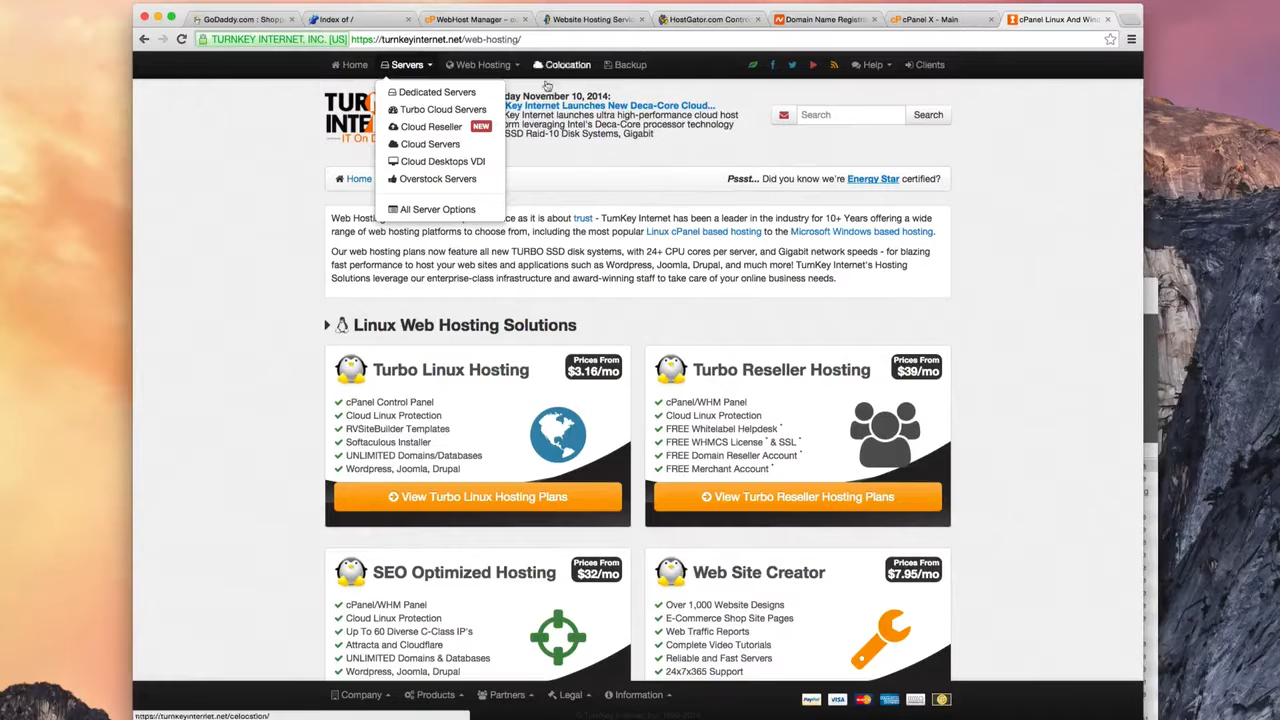 GoDaddy.com : Shopp
Index of /
WebHost Manager – ou
Website Hosting Servic
HostGator.com Contro
Domain Name Registra
cPanel X - Main
cPanel Linux And Wind
TURNKEY INTERNET, INC. [US] https://turnkeyinternet.net/web-hosting/
Home Servers Web Hosting Colocation Backup Help Clients
Dedicated Servers
Turbo Cloud Servers
Cloud Reseller NEW
Cloud Servers
Cloud Desktops VDI
Overstock Servers
All Server Options
day November 10, 2014:
Key Internet Launches New Deca-Core Cloud...
Key Internet launches ultra high-performance cloud host
orm leveraging Intel's Deca-Core processor technology
SSD Raid-10 Disk Systems, Gigabit
Search Search
Home
Pssst... Did you know we're Energy Star certified?
Web Hosti ce as it is about trust - TurnKey Internet has been a leader in the industry for 10+ Years offering a wide
range of web hosting platforms to choose from, including the most popular Linux cPanel based hosting to the Microsoft Windows based hosting.
Our web hosting plans now feature all new TURBO SSD disk systems, with 24+ CPU cores per server, and Gigabit network speeds - for blazing
fast performance to host your web sites and applications such as Wordpress, Joomla, Drupal, and much more! TurnKey Internet's Hosting
Solutions leverage our enterprise-class infrastructure and award-winning staff to take care of your online business needs.
Linux Web Hosting Solutions
Turbo Linux Hosting
Prices From
$3.16/mo
cPanel Control Panel
Cloud Linux Protection
RVSiteBuilder Templates
Softaculous Installer
UNLIMITED Domains/Databases
Wordpress, Joomla, Drupal
View Turbo Linux Hosting Plans
Turbo Reseller Hosting
Prices From
$39/mo
cPanel/WHM Panel
Cloud Linux Protection
FREE Whitelabel Helpdesk *
FREE WHMCS License * & SSL *
FREE Domain Reseller Account *
FREE Merchant Account *
View Turbo Reseller Hosting Plans
SEO Optimized Hosting
Prices From
$32/mo
cPanel/WHM Panel
Cloud Linux Protection
Up To 60 Diverse C-Class IP's
Attracta and Cloudflare
UNLIMITED Domains & Databases
Wordpress, Joomla, Drupal
Web Site Creator
Prices From
$7.95/mo
Over 1,000 Website Designs
E-Commerce Shop Site Pages
Web Traffic Reports
Complete Video Tutorials
Reliable and Fast Servers
24x7x365 Support
Company Products Partners Legal Information
PayPal VISA
https://turnkeyinternet.net/colocation/